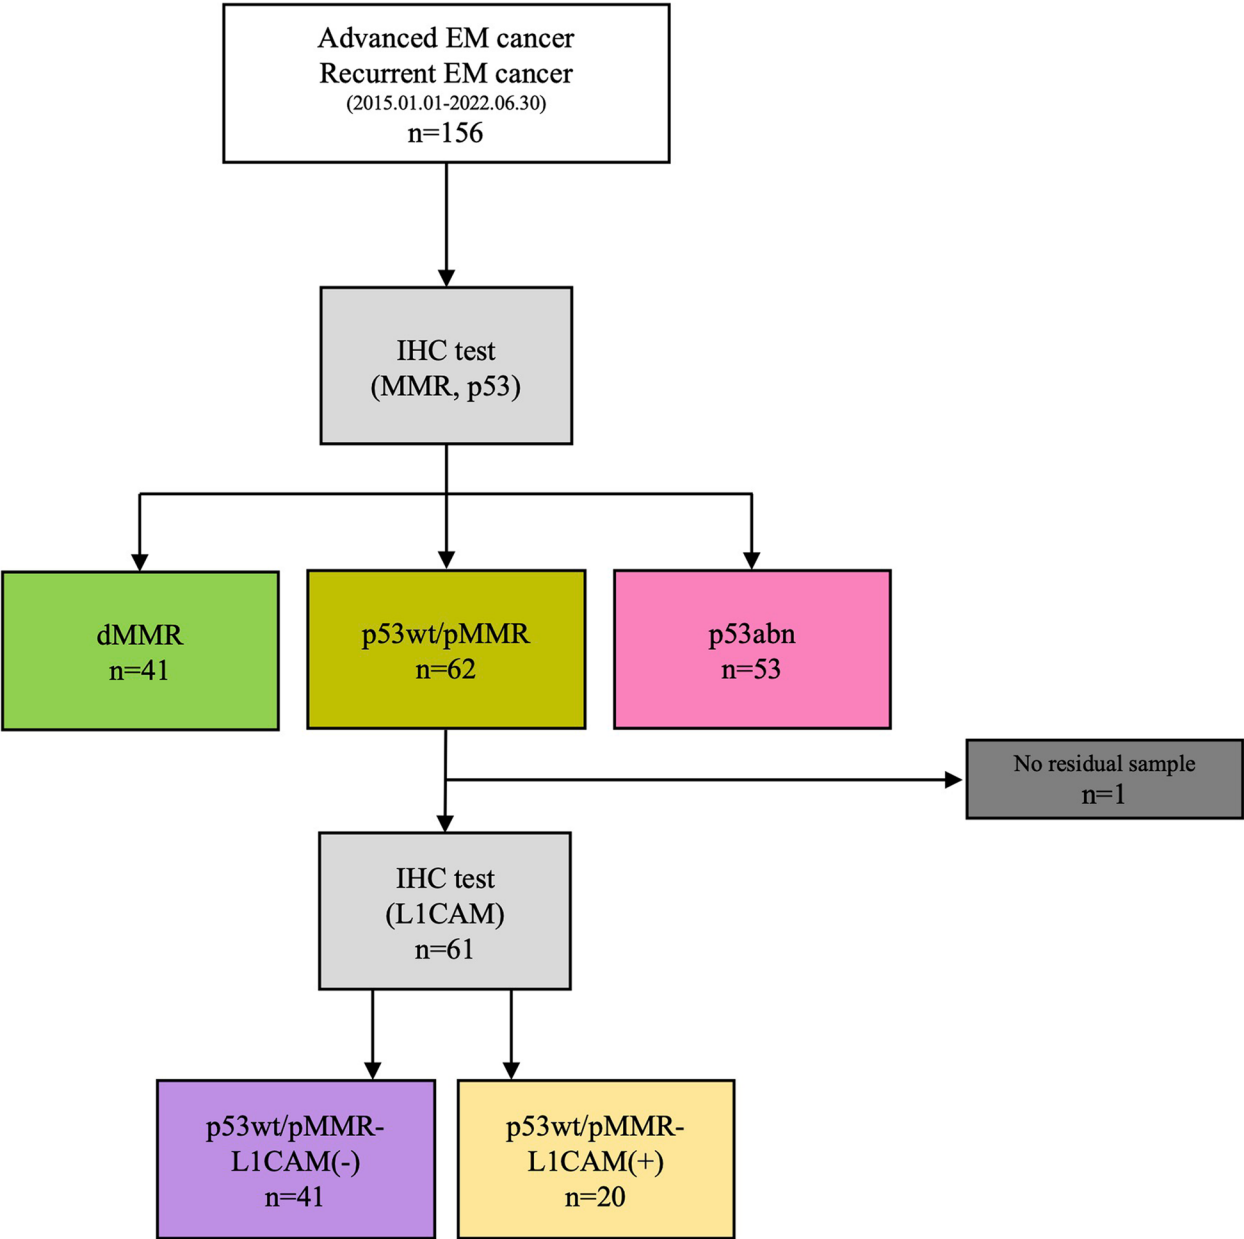 Advanced EM cancer
Recurrent EM cancer
(2015.01.01-2022.06.30)
n=156
IHC test
(MMR, p53)
dMMR
n=41
p53wt/pMMR
n=62
p53abn
n=53
No residual sample
n=1
IHC test
(L1CAM)
n=61
p53wt/pMMR-
L1CAM(-)
n=41
p53wt/pMMR-
L1CAM(+)
n=20